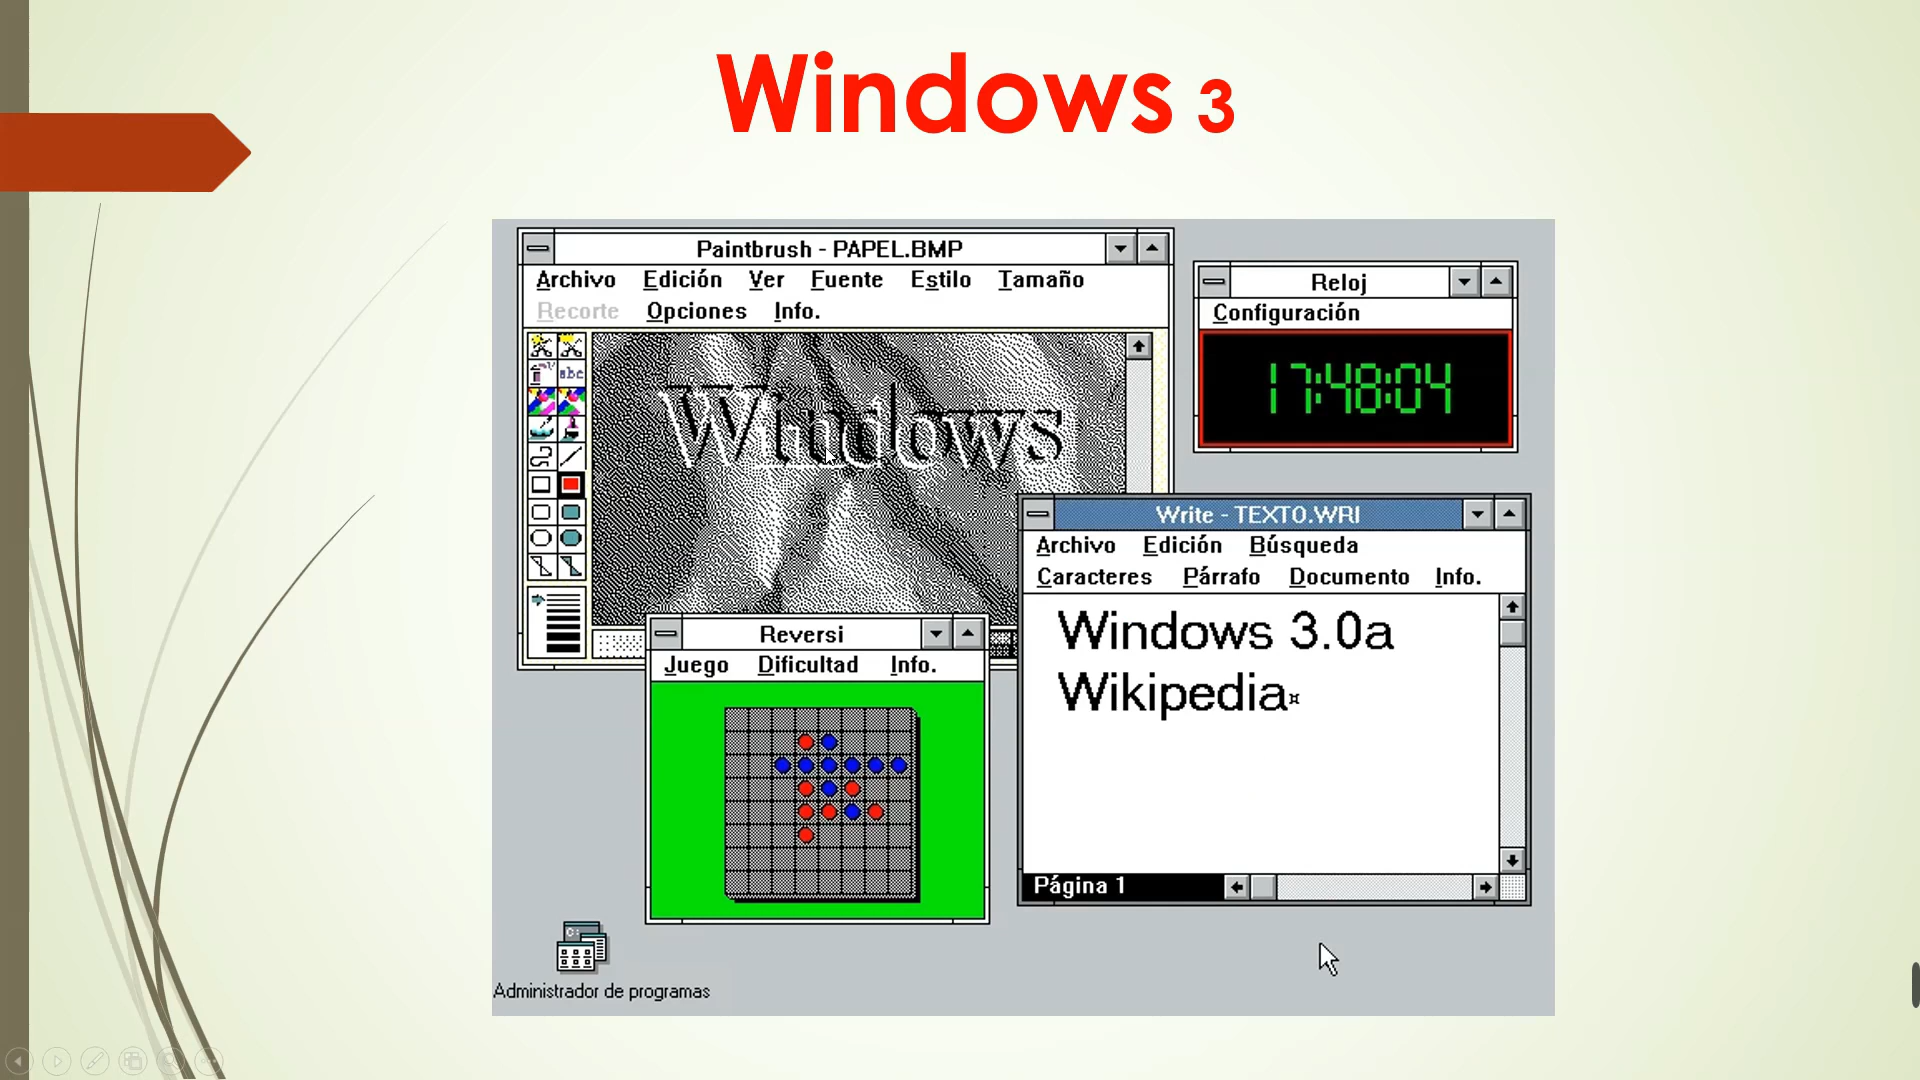 Windows 3
Paintbrush - PAPEL.BMP
Archivo Edición Ver Fuente Estilo Tamaño
Recorte Opciones Info.
abc
Windows
Reloj
Configuración
17:48:04
Write - TEXTO.WRI
Archivo Edición Búsqueda
Caracteres Párrafo Documento Info.
Windows 3.0a
Wikipedia¤
Página 1
Reversi
Juego Dificultad Info.
C:\
Administrador de programas